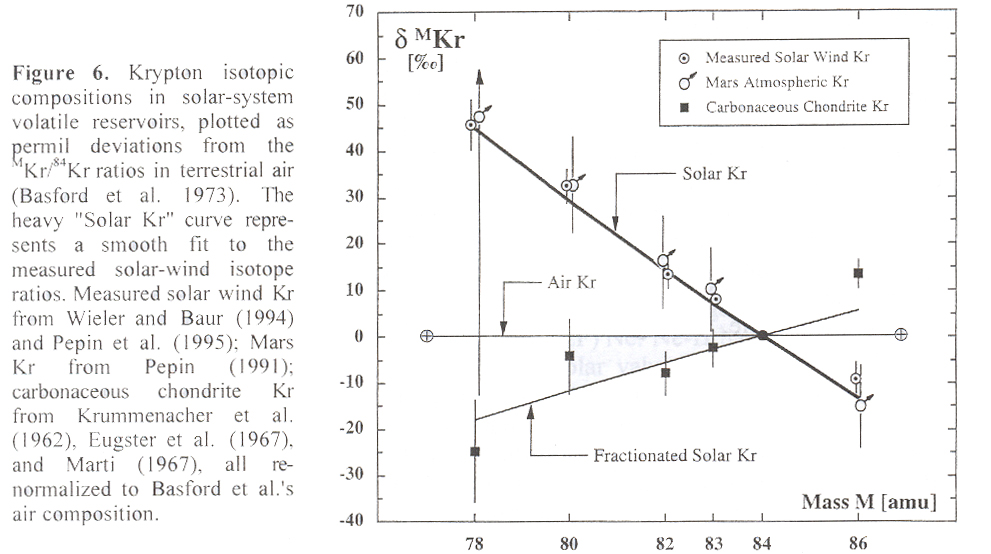 Figure 6. Krypton isotopic
compositions in solar-system
volatile reservoirs, plotted as
permil deviations from the
ᴹKr/⁸⁴Kr ratios in terrestrial air
(Basford et al. 1973). The
heavy "Solar Kr" curve repre-
sents a smooth fit to the
measured solar-wind isotope
ratios. Measured solar wind Kr
from Wieler and Baur (1994)
and Pepin et al. (1995); Mars
Kr from Pepin (1991);
carbonaceous chondrite Kr
from Krummenacher et al.
(1962), Eugster et al. (1967),
and Marti (1967), all re-
normalized to Basford et al.'s
air composition.
δ ᴹKr
[‰]
Measured Solar Wind Kr
Mars Atmospheric Kr
Carbonaceous Chondrite Kr
Solar Kr
Air Kr
Fractionated Solar Kr
Mass M [amu]
70
60
50
40
30
20
10
0
-10
-20
-30
-40
78 80 82 83 84 86